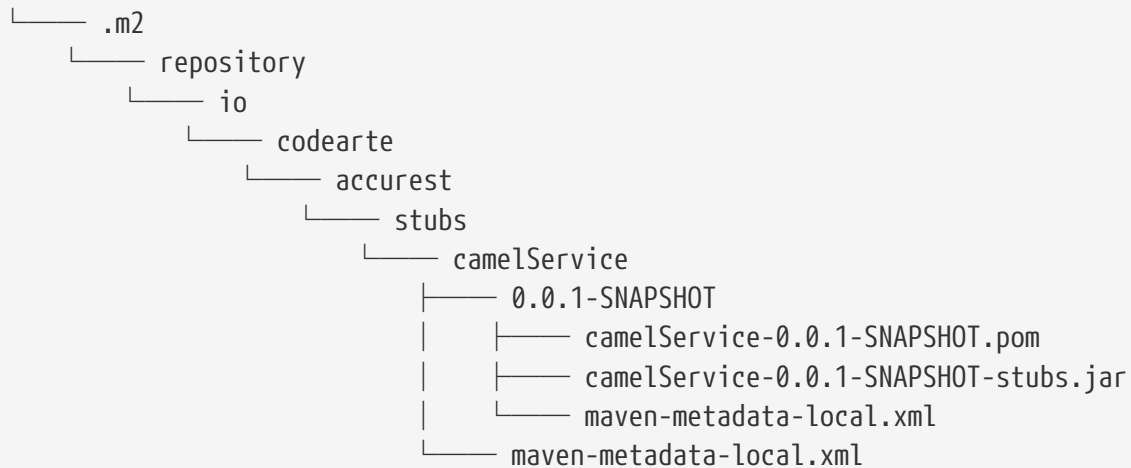 └── .m2
    └── repository
        └── io
            └── codearte
                └── accurest
                    └── stubs
                        └── camelService
                            ├── 0.0.1-SNAPSHOT
                            │   ├── camelService-0.0.1-SNAPSHOT.pom
                            │   ├── camelService-0.0.1-SNAPSHOT-stubs.jar
                            │   └── maven-metadata-local.xml
                            └── maven-metadata-local.xml